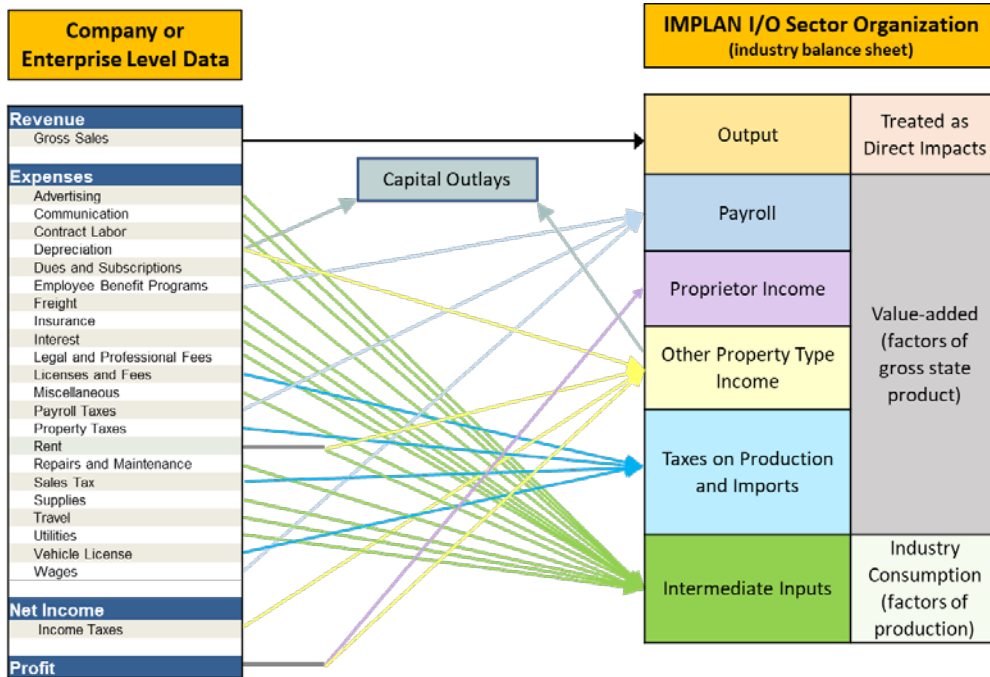 Company or
Enterprise Level Data
Revenue
Gross Sales
Expenses
Advertising
Communication
Contract Labor
Depreciation
Dues and Subscriptions
Employee Benefit Programs
Freight
Insurance
Interest
Legal and Professional Fees
Licenses and Fees
Miscellaneous
Payroll Taxes
Property Taxes
Rent
Repairs and Maintenance
Sales Tax
Supplies
Travel
Utilities
Vehicle License
Wages
Net Income
Income Taxes
Profit
Capital Outlays
IMPLAN I/O Sector Organization
(industry balance sheet)
Output
Treated as
Direct Impacts
Payroll
Proprietor Income
Other Property Type
Income
Taxes on Production
and Imports
Value-added
(factors of
gross state
product)
Intermediate Inputs
Industry
Consumption
(factors of
production)